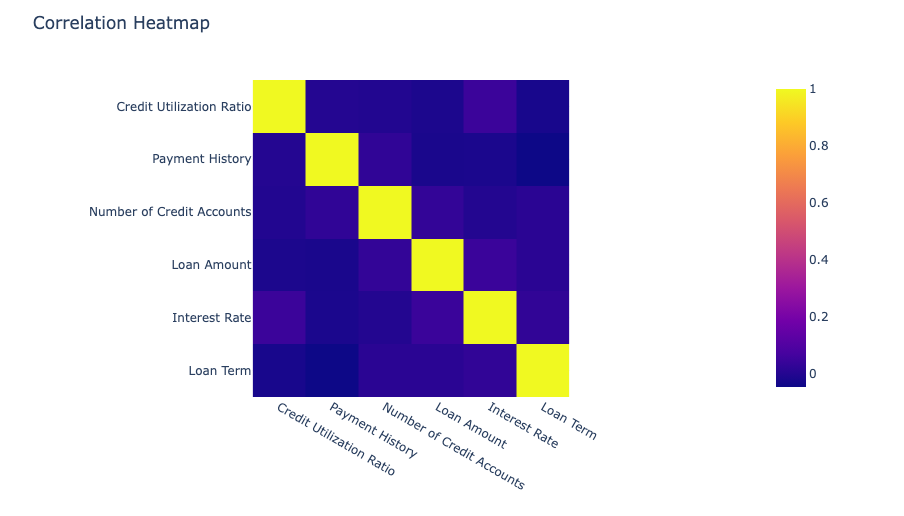 Correlation Heatmap
Credit Utilization Ratio
Payment History
Number of Credit Accounts
Loan Amount
Interest Rate
Loan Term
Credit Utilization Ratio
Payment History
Number of Credit Accounts
Loan Amount
Interest Rate
Loan Term
1
0.8
0.6
0.4
0.2
0